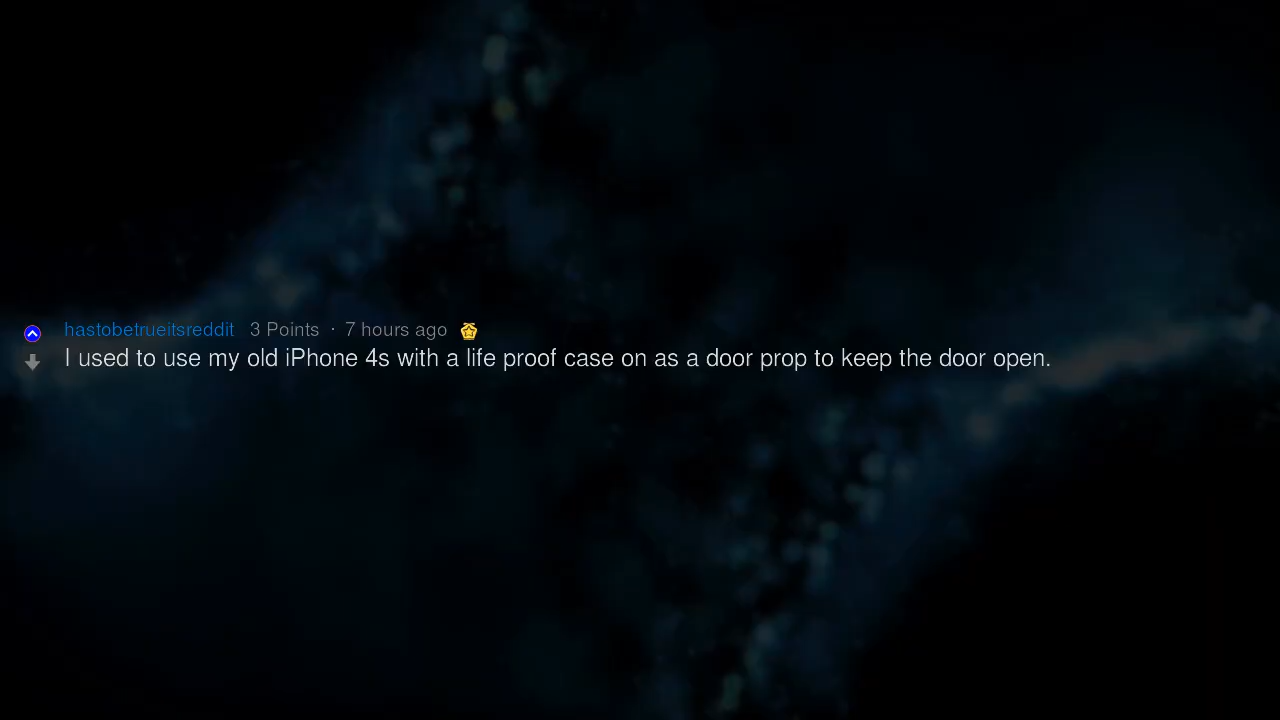 hastobetrueitsreddit 3 Points · 7 hours ago
I used to use my old iPhone 4s with a life proof case on as a door prop to keep the door open.